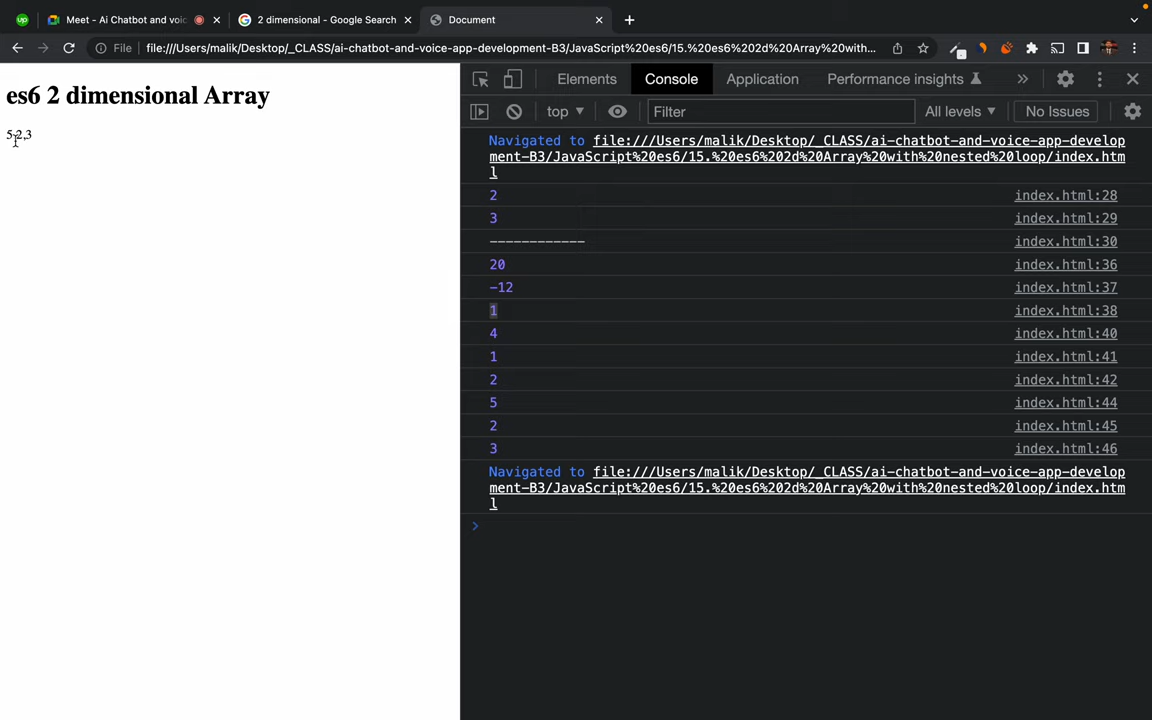 Meet - Ai Chatbot and voic
2 dimensional - Google Search
Document
File
file:///Users/malik/Desktop/_CLASS/ai-chatbot-and-voice-app-development-B3/JavaScript%20es6/15.%20es6%202d%20Array%20with...
Elements
Console
Application
Performance insights
top
Filter
All levels
No Issues
es6 2 dimensional Array
5,2,3
Navigated to file:///Users/malik/Desktop/_CLASS/ai-chatbot-and-voice-app-develop
ment-B3/JavaScript%20es6/15.%20es6%202d%20Array%20with%20nested%20loop/index.htm
l
2 index.html:28
3 index.html:29
------------ index.html:30
20 index.html:36
-12 index.html:37
1 index.html:38
4 index.html:40
1 index.html:41
2 index.html:42
5 index.html:44
2 index.html:45
3 index.html:46
Navigated to file:///Users/malik/Desktop/_CLASS/ai-chatbot-and-voice-app-develop
ment-B3/JavaScript%20es6/15.%20es6%202d%20Array%20with%20nested%20loop/index.htm
l